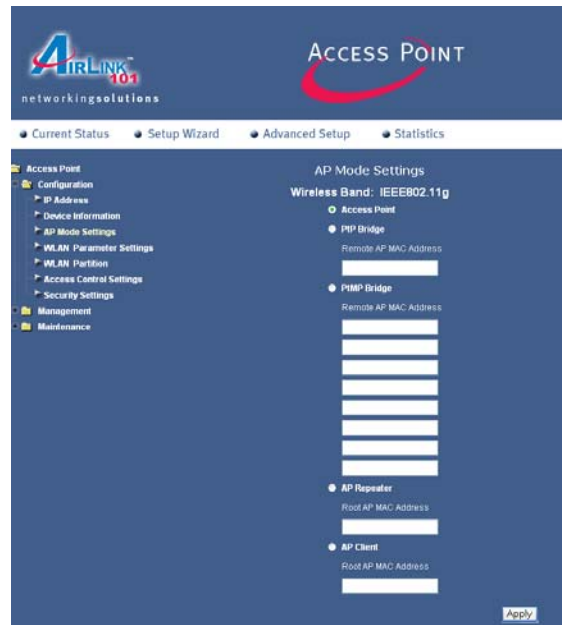 AIRLINK
101
networkingsolutions
ACCESS POINT
Current Status Setup Wizard Advanced Setup Statistics
Access Point
Configuration
IP Address
Device Information
AP Mode Settings
WLAN Parameter Settings
WLAN Partition
Access Control Settings
Security Settings
Management
Maintenance
AP Mode Settings
Wireless Band: IEEE802.11g
Access Point
PtP Bridge
Remote AP MAC Address
PtMP Bridge
Remote AP MAC Address
AP Repeater
Root AP MAC Address
AP Client
Root AP MAC Address
Apply